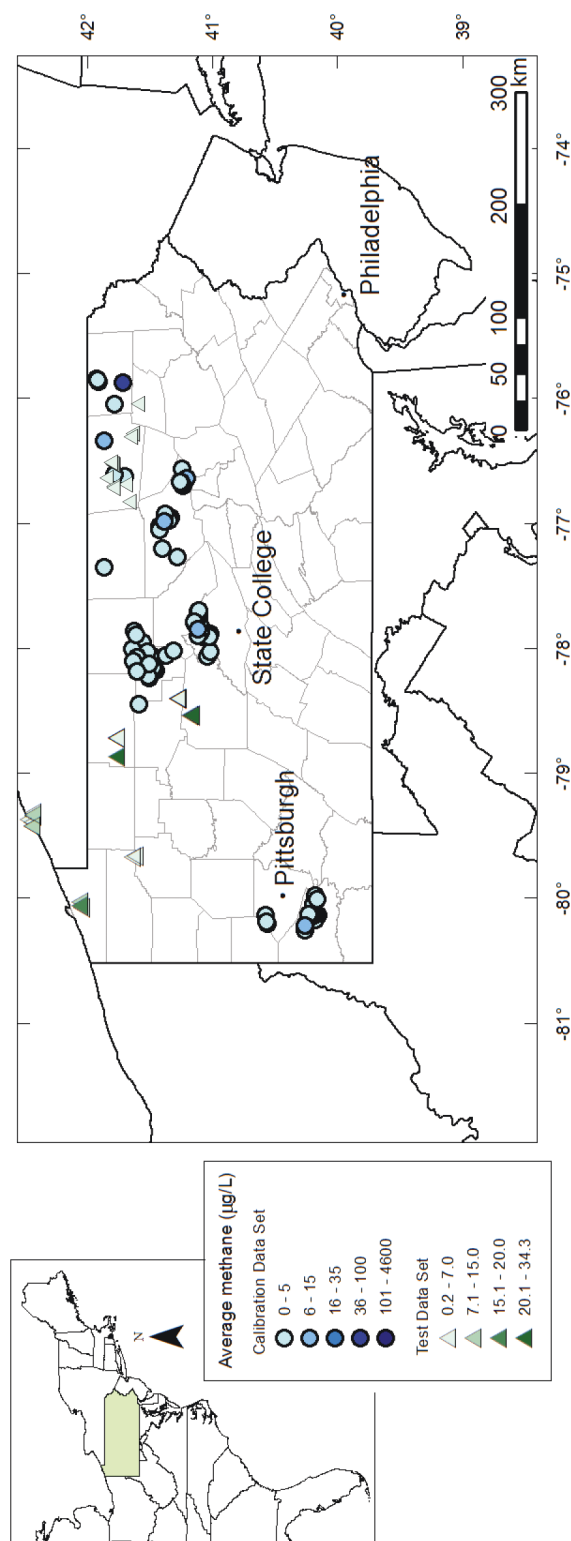 N
Average methane (µg/L)
Calibration Data Set
0 - 5
6 - 15
16 - 35
36 - 100
101 - 4600
Test Data Set
0.2 - 7.0
7.1 - 15.0
15.1 - 20.0
20.1 - 34.3
42°
41°
40°
39°
Pittsburgh
State College
Philadelphia
0 50 100 200 300
km
-81° -80° -79° -78° -77° -76° -75° -74°